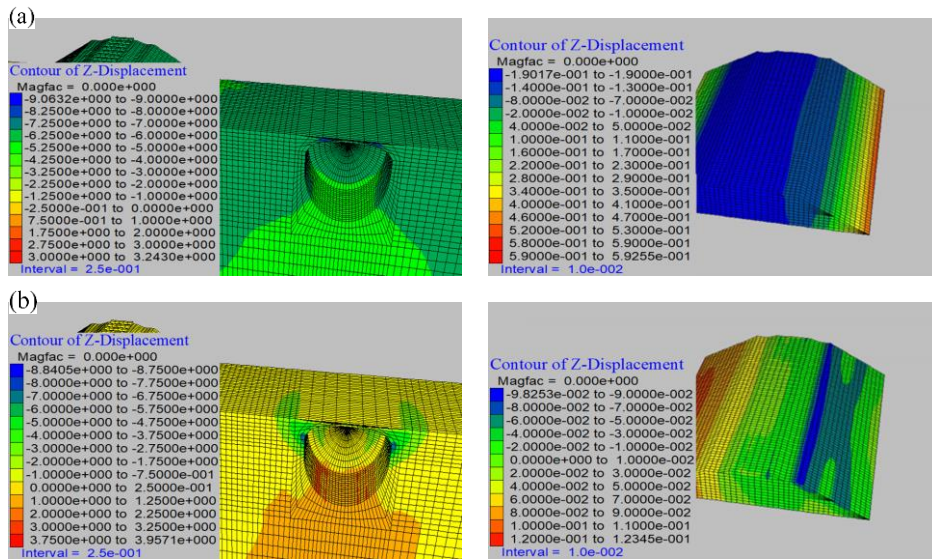 (a)
Contour of Z-Displacement
Magfac = 0.000e+000
-9.0632e+000 to -9.0000e+000
-8.2500e+000 to -8.0000e+000
-7.2500e+000 to -7.0000e+000
-6.2500e+000 to -6.0000e+000
-6.2500e+000 to -5.0000e+000
-4.2500e+000 to -4.0000e+000
-3.2500e+000 to -3.0000e+000
-2.2500e+000 to -2.0000e+000
-1.2500e+000 to -1.0000e+000
-2.5000e-001 to 0.0000e+000
7.5000e-001 to 1.0000e+000
1.7500e+000 to 2.0000e+000
2.7500e+000 to 3.0000e+000
3.0000e+000 to 3.2430e+000
Interval = 2.5e-001
Contour of Z-Displacement
Magfac = 0.000e+000
-1.9017e-001 to -1.9000e-001
-1.4000e-001 to -1.3000e-001
-8.0000e-002 to -7.0000e-002
-2.0000e-002 to -1.0000e-002
4.0000e-002 to 5.0000e-002
1.0000e-001 to 1.1000e-001
1.6000e-001 to 1.7000e-001
2.2000e-001 to 2.3000e-001
2.8000e-001 to 2.9000e-001
3.4000e-001 to 3.5000e-001
4.0000e-001 to 4.1000e-001
4.6000e-001 to 4.7000e-001
5.2000e-001 to 5.3000e-001
5.8000e-001 to 5.9000e-001
5.9000e-001 to 5.9255e-001
Interval = 1.0e-002
(b)
Contour of Z-Displacement
Magfac = 0.000e+000
-8.8405e+000 to -8.7500e+000
-8.0000e+000 to -7.7500e+000
-7.0000e+000 to -6.7500e+000
-6.0000e+000 to -5.7500e+000
-5.0000e+000 to -4.7500e+000
-4.0000e+000 to -3.7500e+000
-3.0000e+000 to -2.7500e+000
-2.0000e+000 to -1.7500e+000
-1.0000e+000 to -7.5000e-001
0.0000e+000 to 2.5000e-001
1.0000e+000 to 1.2500e+000
2.0000e+000 to 2.2500e+000
3.0000e+000 to 3.2500e+000
3.7500e+000 to 3.9571e+000
Interval = 2.5e-001
Contour of Z-Displacement
Magfac = 0.000e+000
-9.8253e-002 to -9.0000e-002
-8.0000e-002 to -7.0000e-002
-6.0000e-002 to -5.0000e-002
-4.0000e-002 to -3.0000e-002
-2.0000e-002 to -1.0000e-002
0.0000e+000 to 1.0000e-002
2.0000e-002 to 3.0000e-002
4.0000e-002 to 5.0000e-002
6.0000e-002 to 7.0000e-002
8.0000e-002 to 9.0000e-002
1.0000e-001 to 1.1000e-001
1.2000e-001 to 1.2345e-001
Interval = 1.0e-002